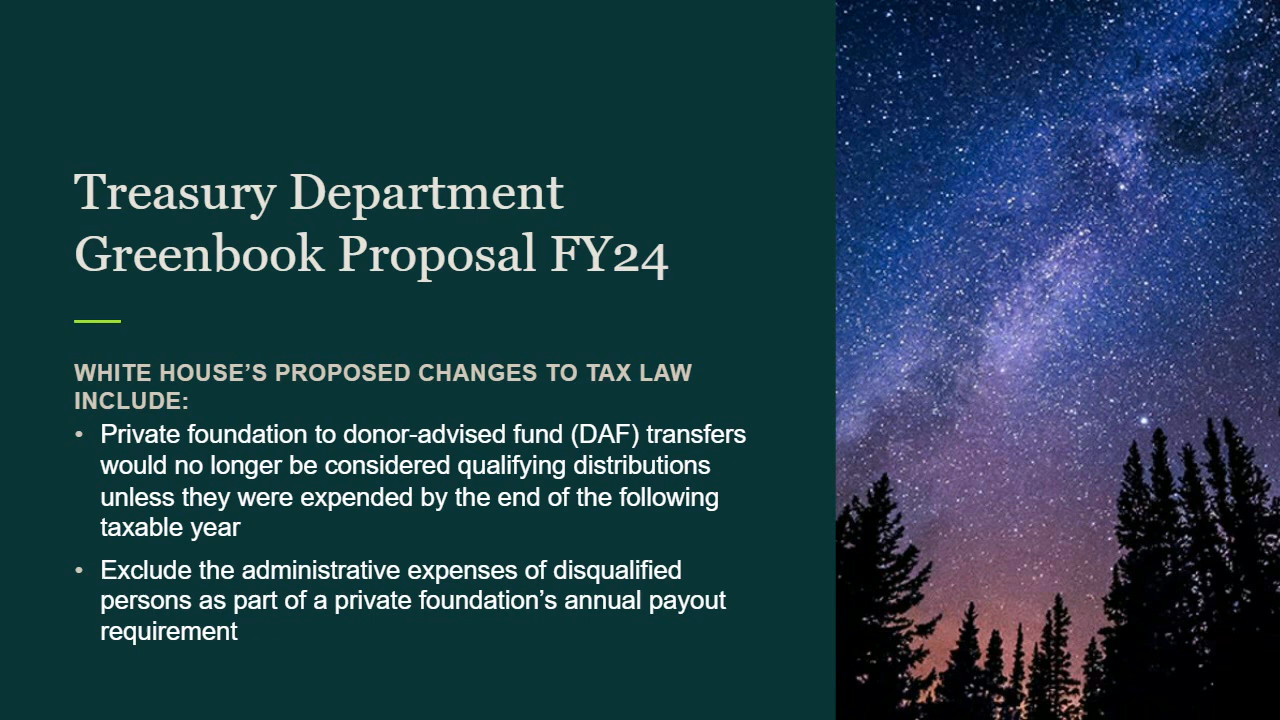 Treasury Department
Greenbook Proposal FY24
WHITE HOUSE’S PROPOSED CHANGES TO TAX LAW
INCLUDE:
• Private foundation to donor-advised fund (DAF) transfers
would no longer be considered qualifying distributions
unless they were expended by the end of the following
taxable year
• Exclude the administrative expenses of disqualified
persons as part of a private foundation’s annual payout
requirement